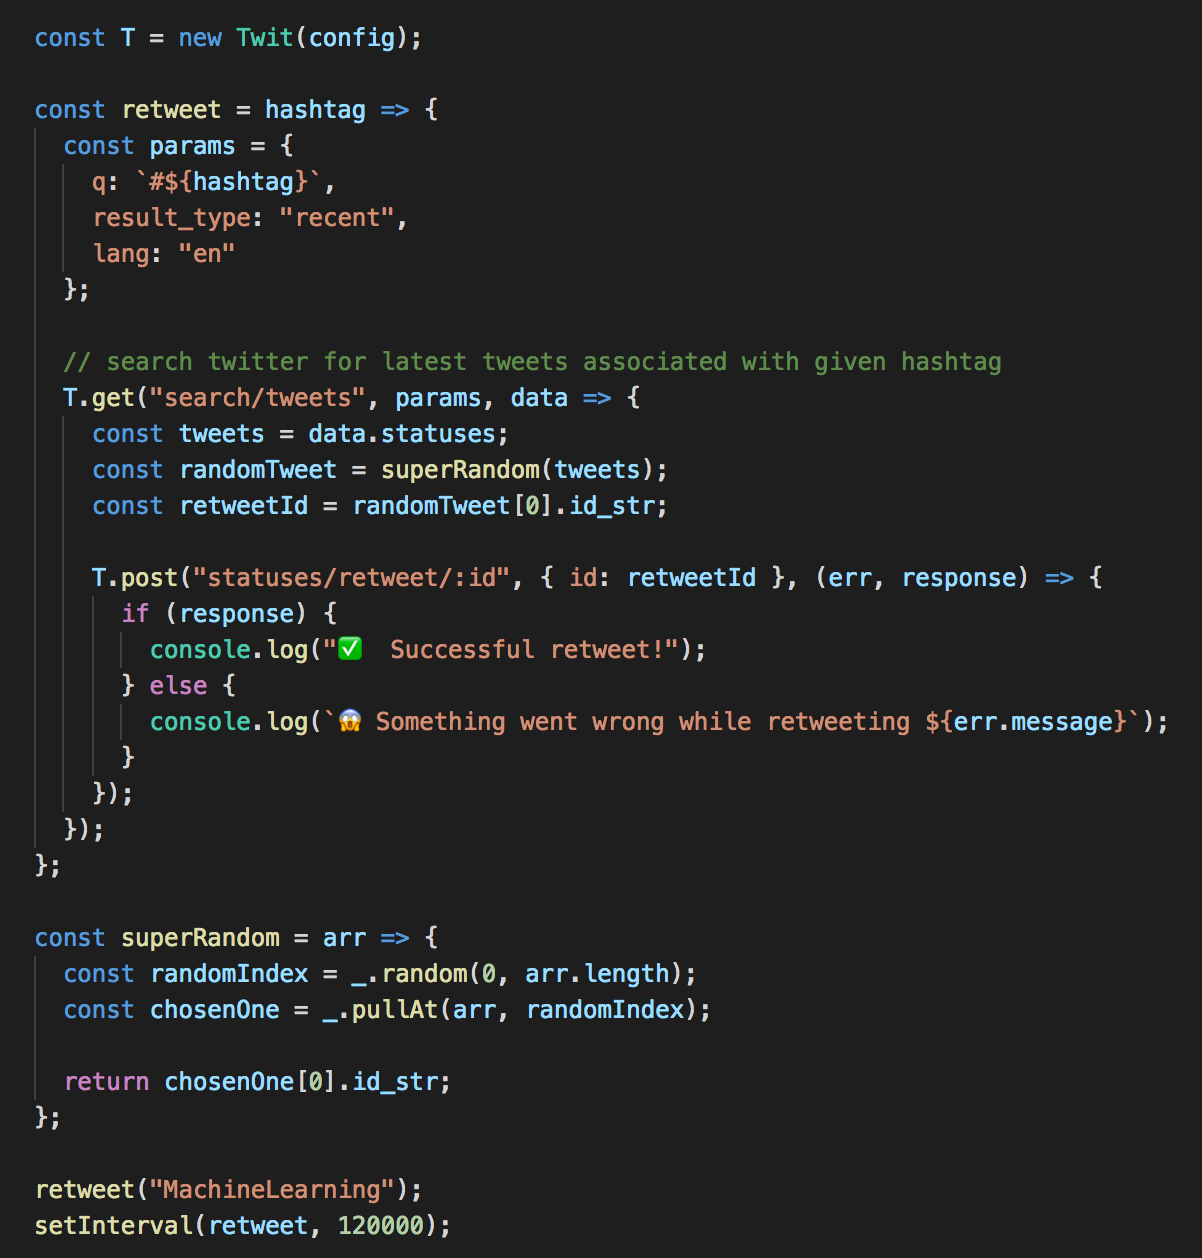 const T = new Twit(config);

const retweet = hashtag => {
  const params = {
    q: `#${hashtag}`,
    result_type: "recent",
    lang: "en"
  };

  // search twitter for latest tweets associated with given hashtag
  T.get("search/tweets", params, data => {
    const tweets = data.statuses;
    const randomTweet = superRandom(tweets);
    const retweetId = randomTweet[0].id_str;

    T.post("statuses/retweet/:id", { id: retweetId }, (err, response) => {
      if (response) {
        console.log("✅  Successful retweet!");
      } else {
        console.log(`😱 Something went wrong while retweeting ${err.message}`);
      }
    });
  });
};

const superRandom = arr => {
  const randomIndex = _.random(0, arr.length);
  const chosenOne = _.pullAt(arr, randomIndex);

  return chosenOne[0].id_str;
};

retweet("MachineLearning");
setInterval(retweet, 120000);